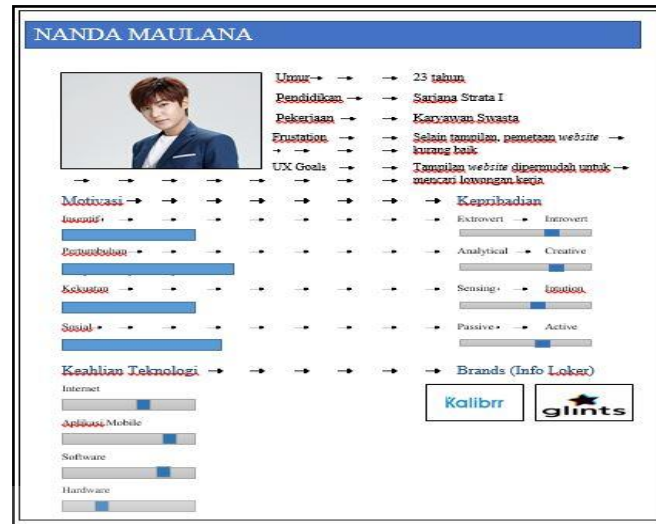 NANDA MAULANA
Umur 23 tahun
Pendidikan Sarjana Strata I
Pekerjaan Karyawan Swasta
Frustation Selain tampilan, pemetaan website
kurang baik
UX Goals Tampilan website dipermudah untuk
mencari lowongan kerja
Motivasi Kepribadian
Insentif Extrovert Introvert
Pertumbuhan Analytical Creative
Kekuatan Sensing Intution
Sosial Passive Active
Keahlian Teknologi Brands (Info Loker)
Internet
Kalibrr glints
Aplikasi Mobile
Software
Hardware